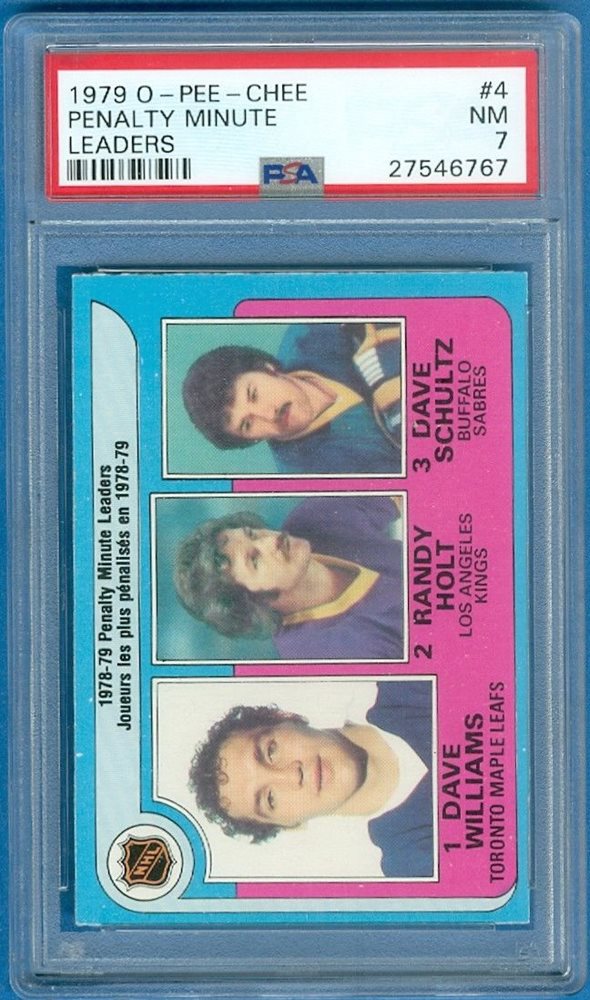 1979 O-PEE-CHEE #4
PENALTY MINUTE NM
LEADERS 7
PSA 27546767
1978-79 Penalty Minute Leaders
Joueurs les plus pénalisés en 1978-79
NHL
1 DAVE
WILLIAMS
TORONTO MAPLE LEAFS
2 RANDY
HOLT
LOS ANGELES
KINGS
3 DAVE
SCHULTZ
BUFFALO
SABRES